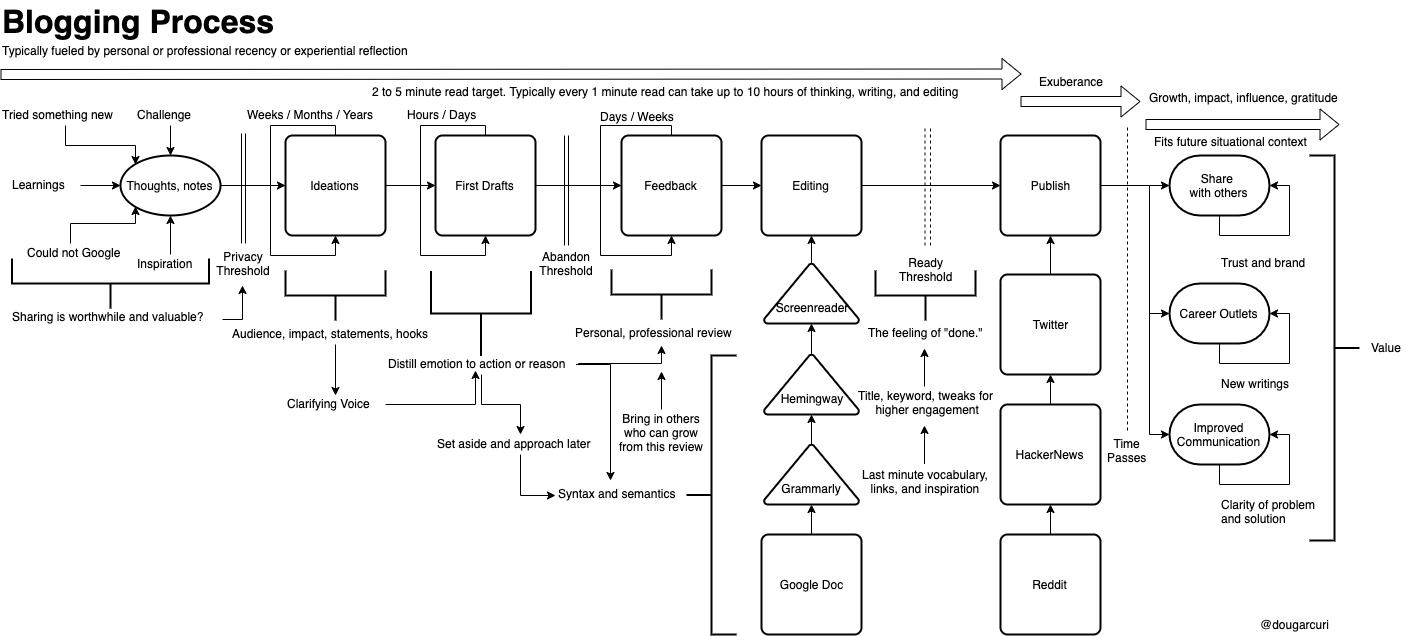 Blogging Process
Typically fueled by personal or professional recency or experiential reflection
2 to 5 minute read target. Typically every 1 minute read can take up to 10 hours of thinking, writing, and editing
Exuberance
Growth, impact, influence, gratitude
Tried something new
Challenge
Learnings
Thoughts, notes
Could not Google
Inspiration
Sharing is worthwhile and valuable?
Privacy
Threshold
Weeks / Months / Years
Ideations
Audience, impact, statements, hooks
Clarifying Voice
Hours / Days
First Drafts
Distill emotion to action or reason
Set aside and approach later
Syntax and semantics
Abandon
Threshold
Days / Weeks
Feedback
Personal, professional review
Bring in others
who can grow
from this review
Editing
Screenreader
Hemingway
Grammarly
Google Doc
Ready
Threshold
The feeling of "done."
Title, keyword, tweaks for
higher engagement
Last minute vocabulary,
links, and inspiration
Publish
Twitter
HackerNews
Reddit
Time
Passes
Fits future situational context
Share
with others
Trust and brand
Career Outlets
New writings
Improved
Communication
Clarity of problem
and solution
Value
@dougarcuri